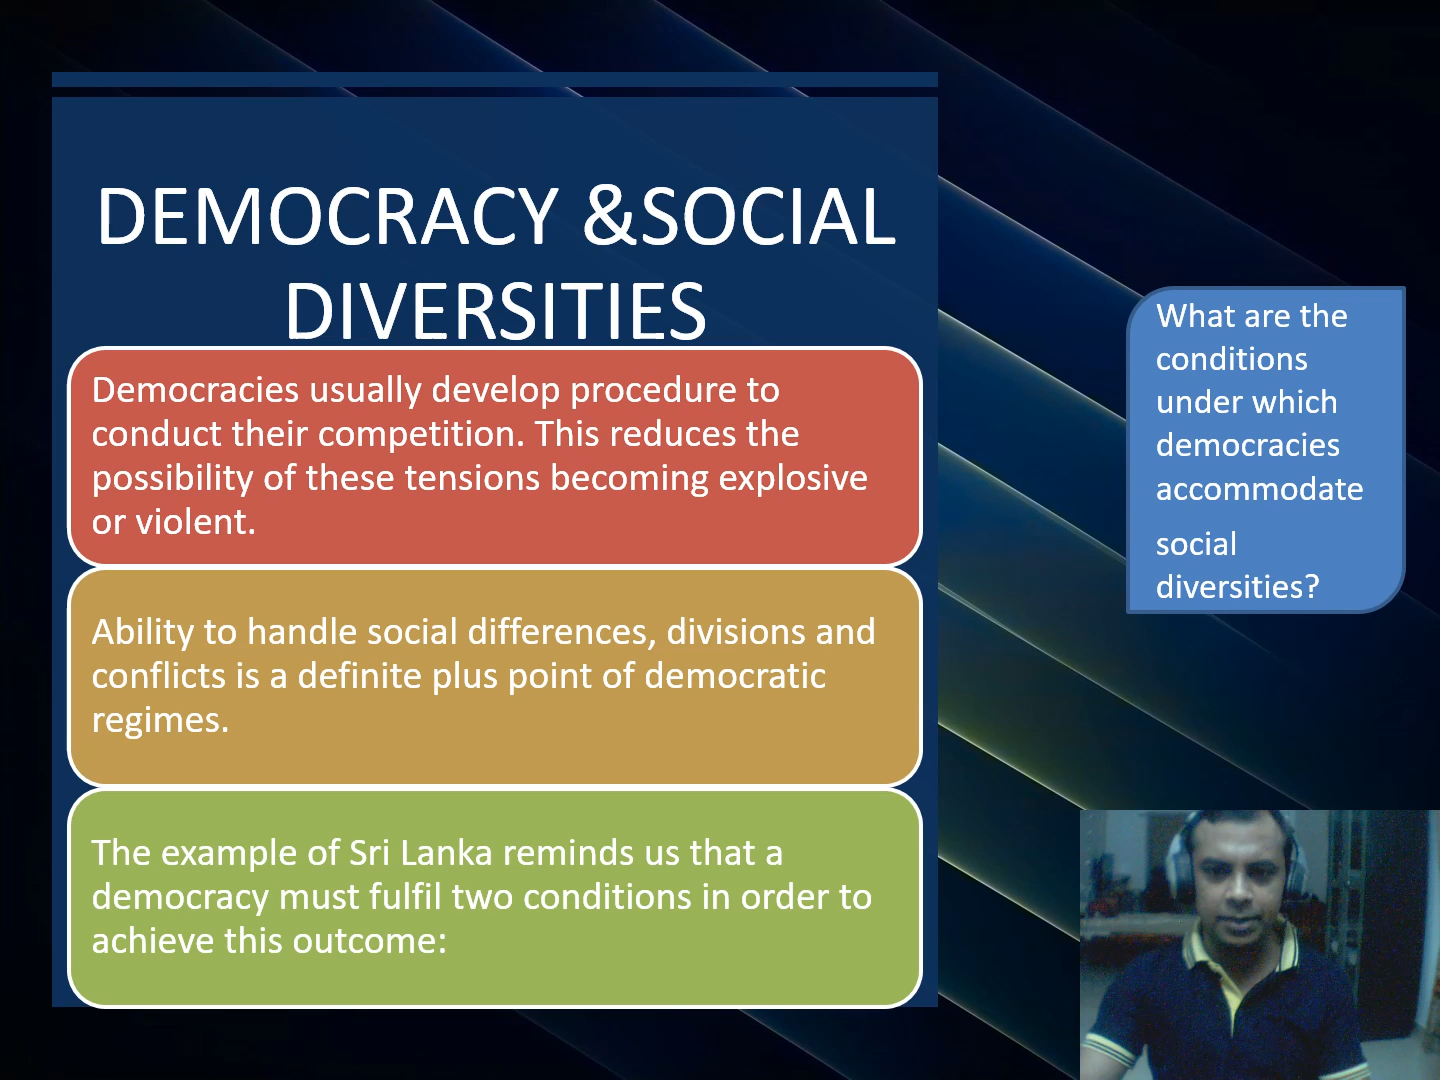 DEMOCRACY &SOCIAL
DIVERSITIES
Democracies usually develop procedure to
conduct their competition. This reduces the
possibility of these tensions becoming explosive
or violent.
Ability to handle social differences, divisions and
conflicts is a definite plus point of democratic
regimes.
The example of Sri Lanka reminds us that a
democracy must fulfil two conditions in order to
achieve this outcome:
What are the
conditions
under which
democracies
accommodate
social
diversities?